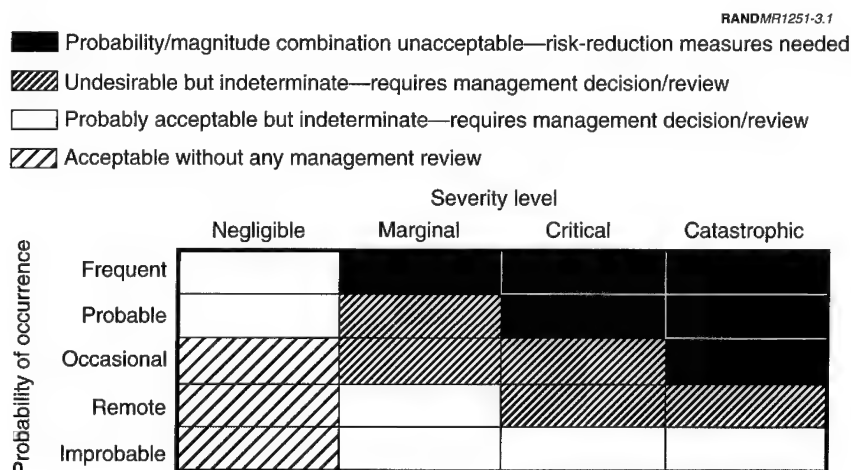 RANDMR1251-3.1
Probability/magnitude combination unacceptable—risk-reduction measures needed
Undesirable but indeterminate—requires management decision/review
Probably acceptable but indeterminate—requires management decision/review
Acceptable without any management review
Severity level
Negligible Marginal Critical Catastrophic
Probability of occurrence
Frequent
Probable
Occasional
Remote
Improbable